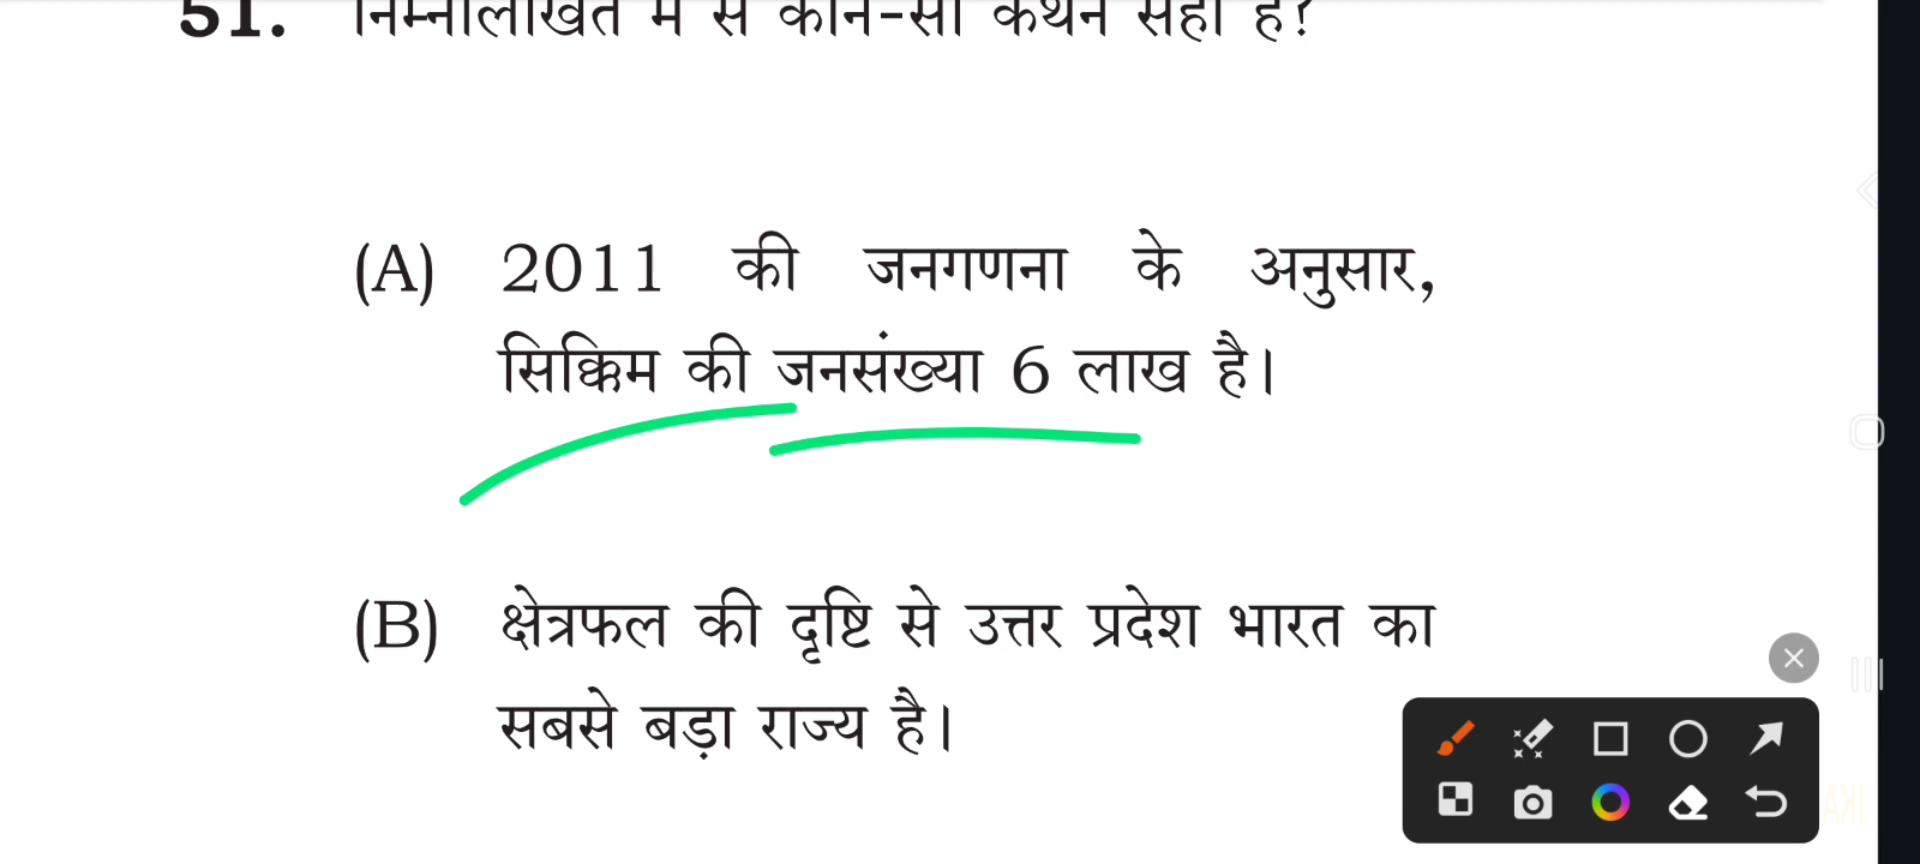 51. निम्नलिखित में से कौन-सा कथन सही है?
(A) 2011 की जनगणना के अनुसार,
सिक्किम की जनसंख्या 6 लाख है।
(B) क्षेत्रफल की दृष्टि से उत्तर प्रदेश भारत का
सबसे बड़ा राज्य है।